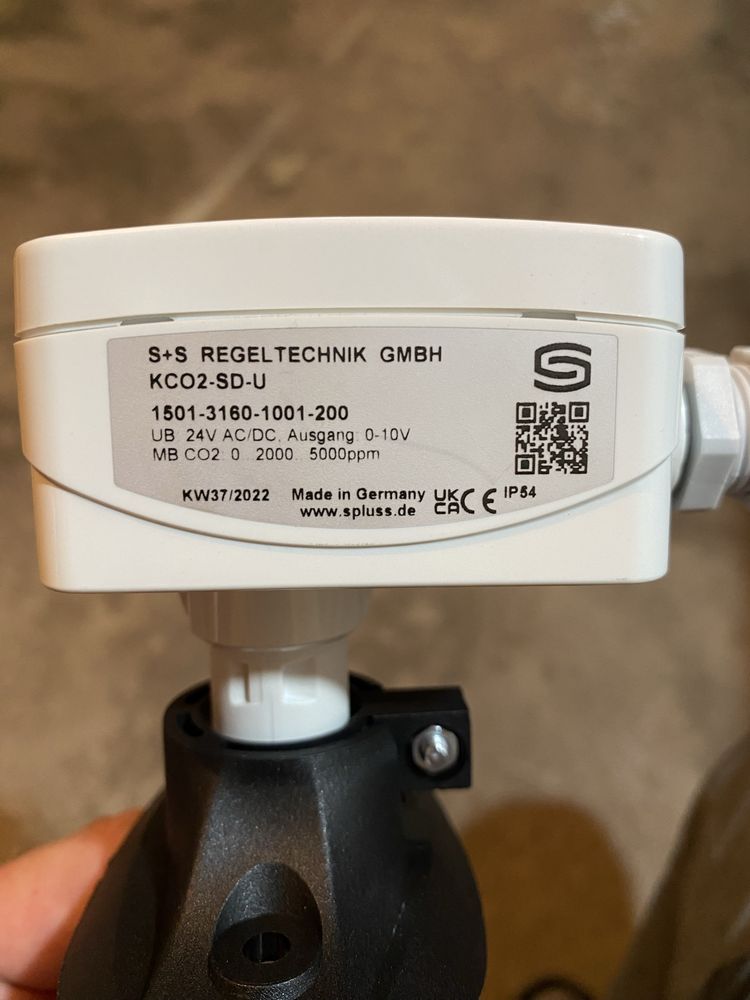 S+S REGELTECHNIK GMBH
KCO2-SD-U
1501-3160-1001-200
UB: 24V AC/DC, Ausgang: 0-10V
MB CO2: 0...2000...5000ppm
KW37/2022 Made in Germany UK CA CE IP54
www.spluss.de